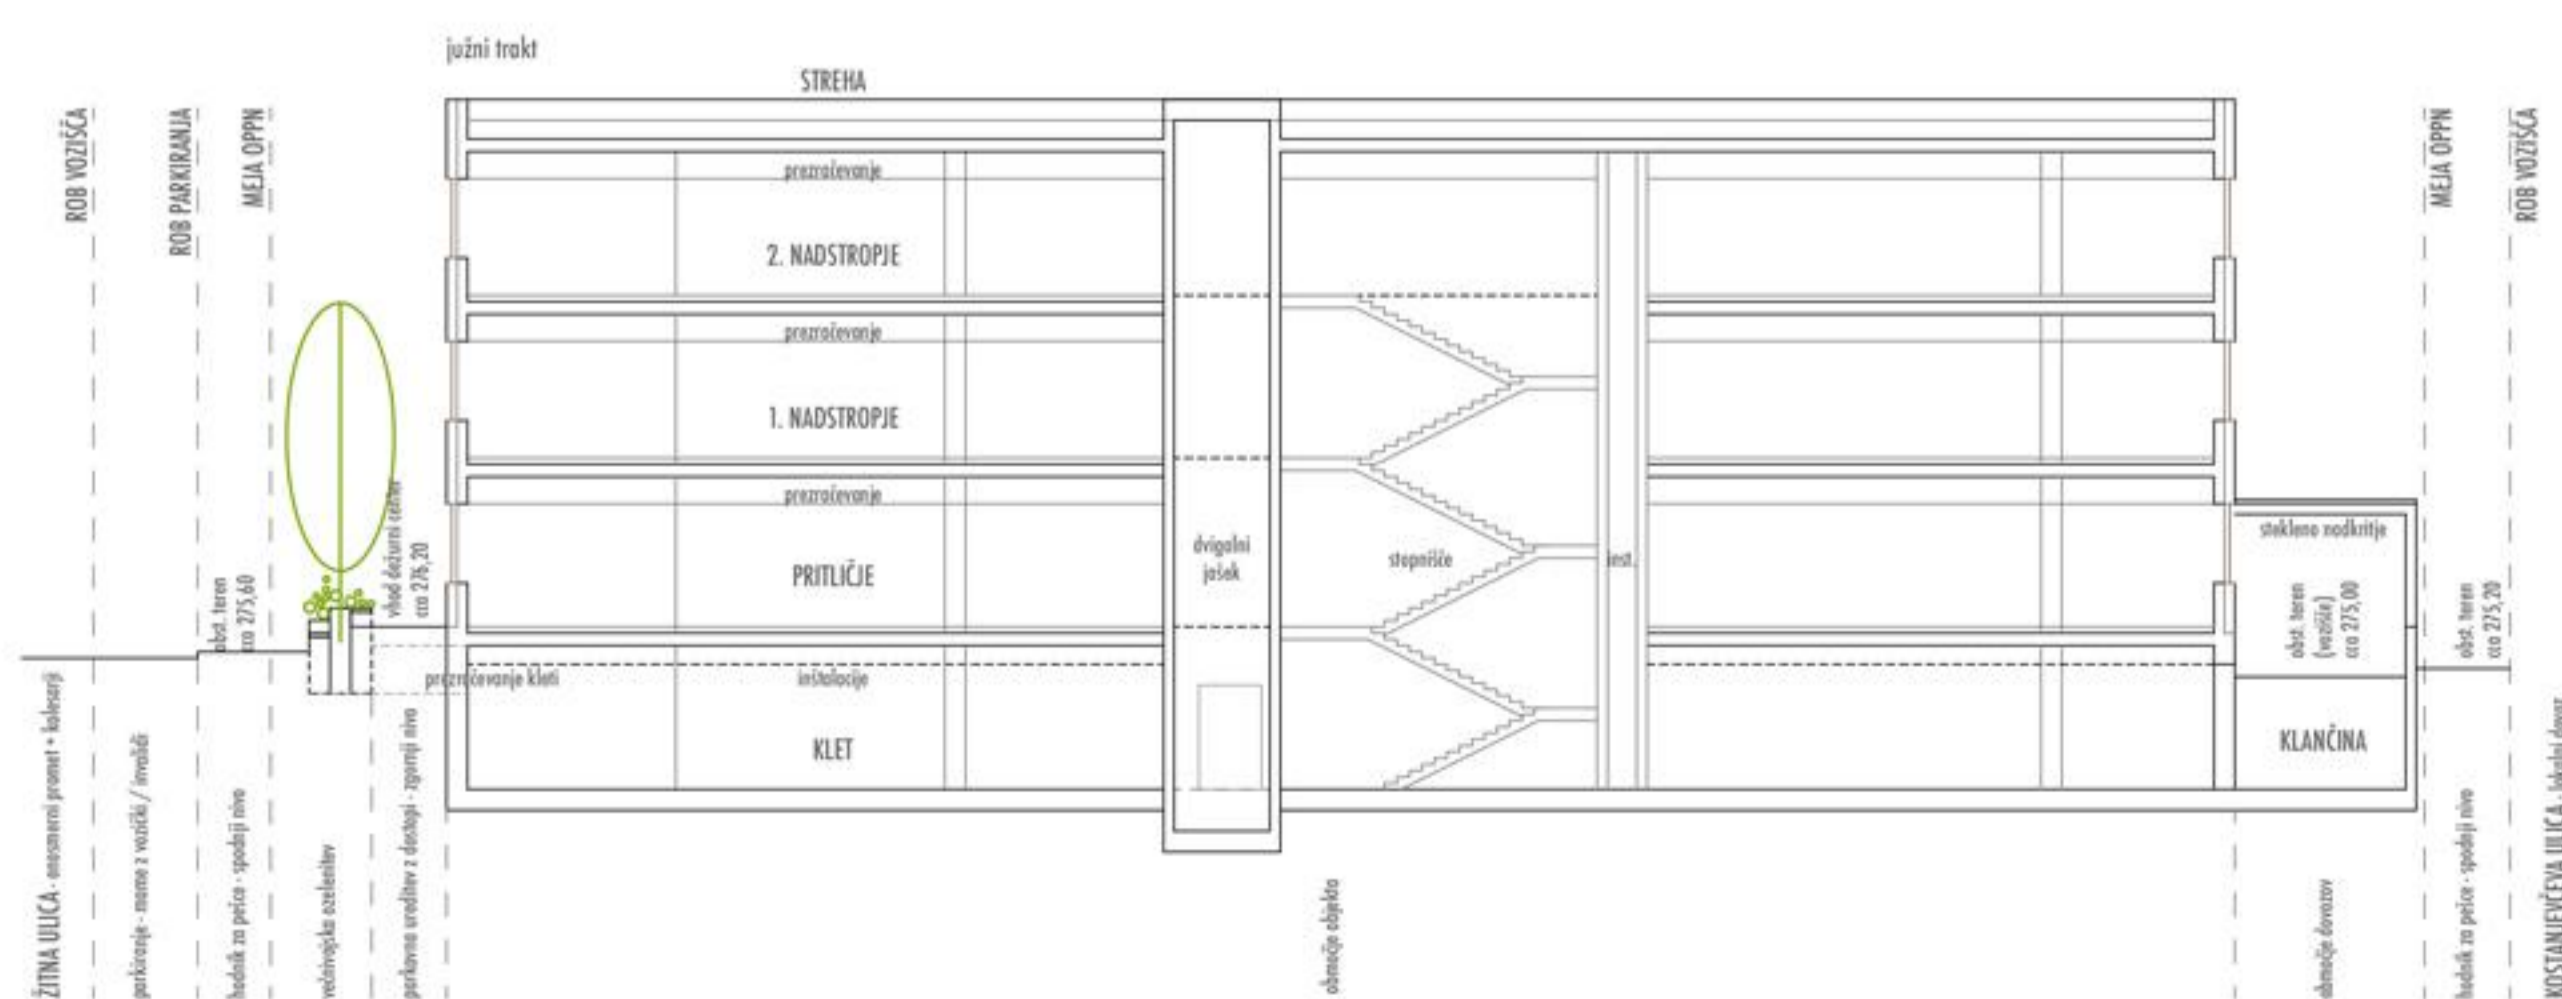 južni trakt
STREHA
ROB VOZIŠČA
ROB PARKIRANJA
MEJA OPPN
MEJA OPPN
ROB VOZIŠČA
prezračevanje
2. NADSTROPJE
prezračevanje
1. NADSTROPJE
prezračevanje
PRITLIČJE
dvigalni
jašek
stopnišče
inst.
stekleno nadkritje
obst. teren
cca 275,60
vhod dežurni center
cca 276,20
obst. teren
(vozišče)
cca 275,00
obst. teren
cca 275,20
prezračevanje kleti
inštalacije
KLET
KLANČINA
ŽITNA ULICA - enosmerni promet + kolesarji
parkiranje - mame z vozički / invalidi
hodnik za pešce - spodnji nivo
večnivojska ozelenitev
parkovna ureditev z dostopi - zgornji nivo
območje objekta
območje dovozov
hodnik za pešce - spodnji nivo
KOSTANJEVČEVA ULICA - lokalni dovoz